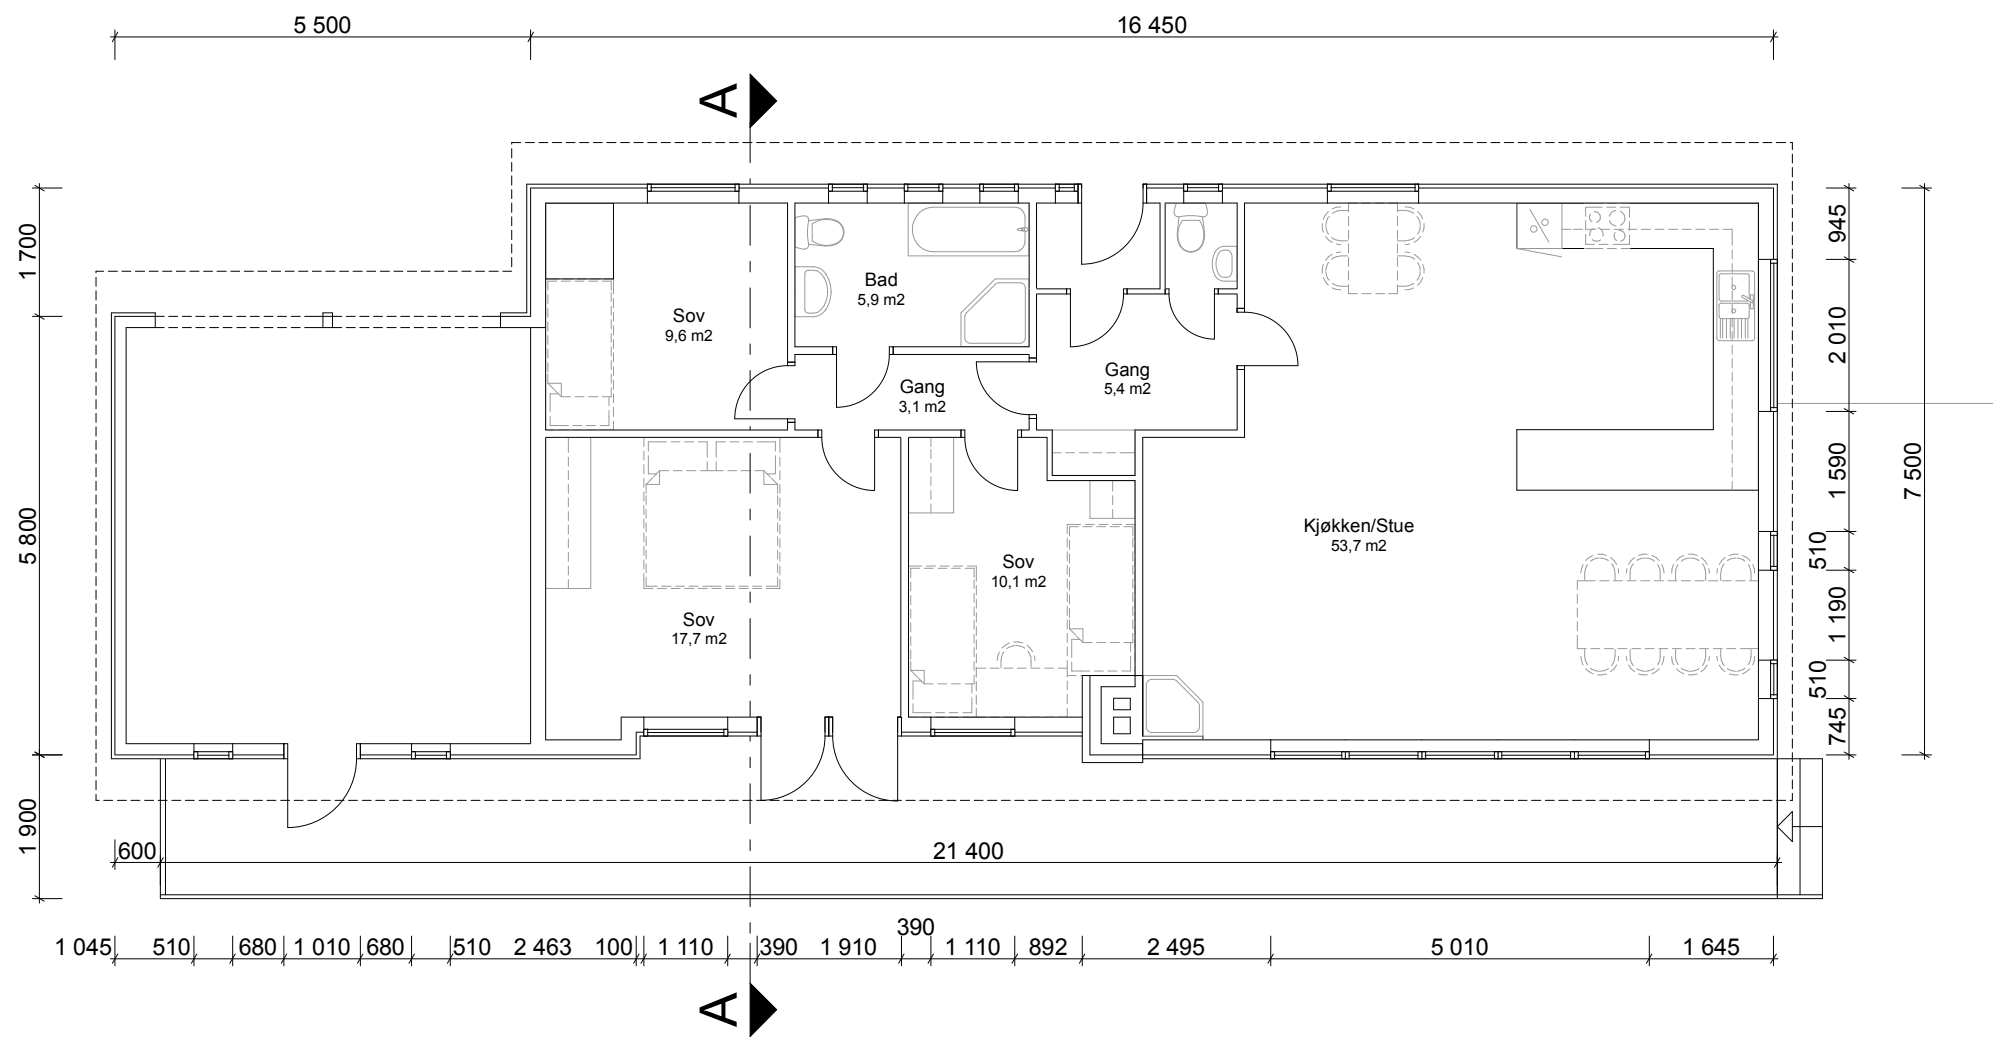 5 500
16 450
A
1 700
5 800
1 900
Sov
9,6 m2
Bad
5,9 m2
Gang
3,1 m2
Gang
5,4 m2
Kjøkken/Stue
53,7 m2
Sov
17,7 m2
Sov
10,1 m2
945
2 010
1 590
510
1 190
510
745
7 500
600
21 400
1 045
510
680
1 010
680
510
2 463
100
1 110
390
1 910
390
1 110
892
2 495
5 010
1 645
A